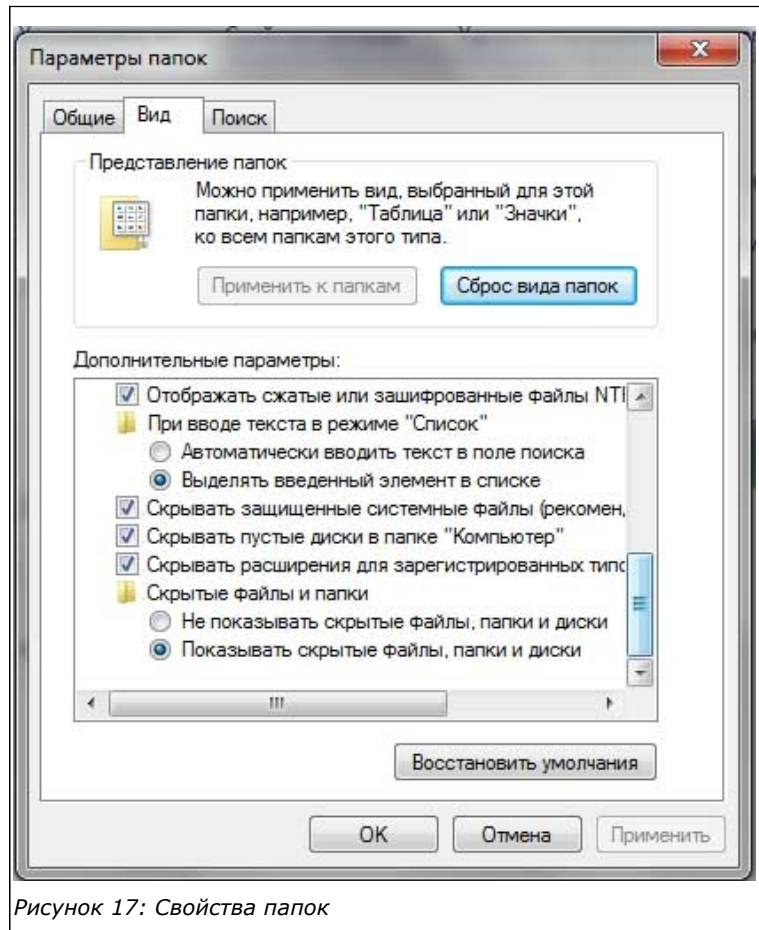 Параметры папок
Общие
Вид
Поиск
Представление папок
Можно применить вид, выбранный для этой
папки, например, "Таблица" или "Значки",
ко всем папкам этого типа.
Применить к папкам
Сброс вида папок
Дополнительные параметры:
Отображать сжатые или зашифрованные файлы
При вводе текста в режиме "Список"
Автоматически вводить текст в поле поиска
Выделять введенный элемент в списке
Скрывать защищенные системные файлы (рекомен,
Скрывать пустые диски в папке "Компьютер"
Скрывать расширения для зарегистрированных
Скрытые файлы и папки
Не показывать скрытые файлы, папки и диски
Показывать скрытые файлы, папки и диски
Восстановить умолчания
OK
Отмена
Применить
Рисунок 17: Свойства папок